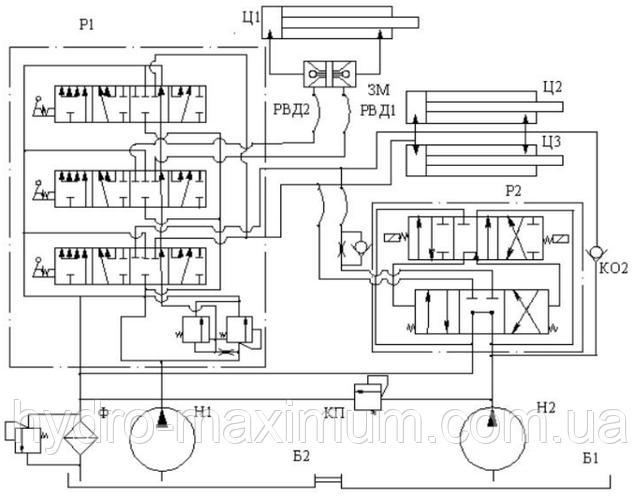 Ц1
Р1
ЗМ
РВД2
РВД1
Ц2
Ц3
Р2
КО2
Ф
Н1
КП
Н2
Б2
Б1
hydro-maximum.com.ua